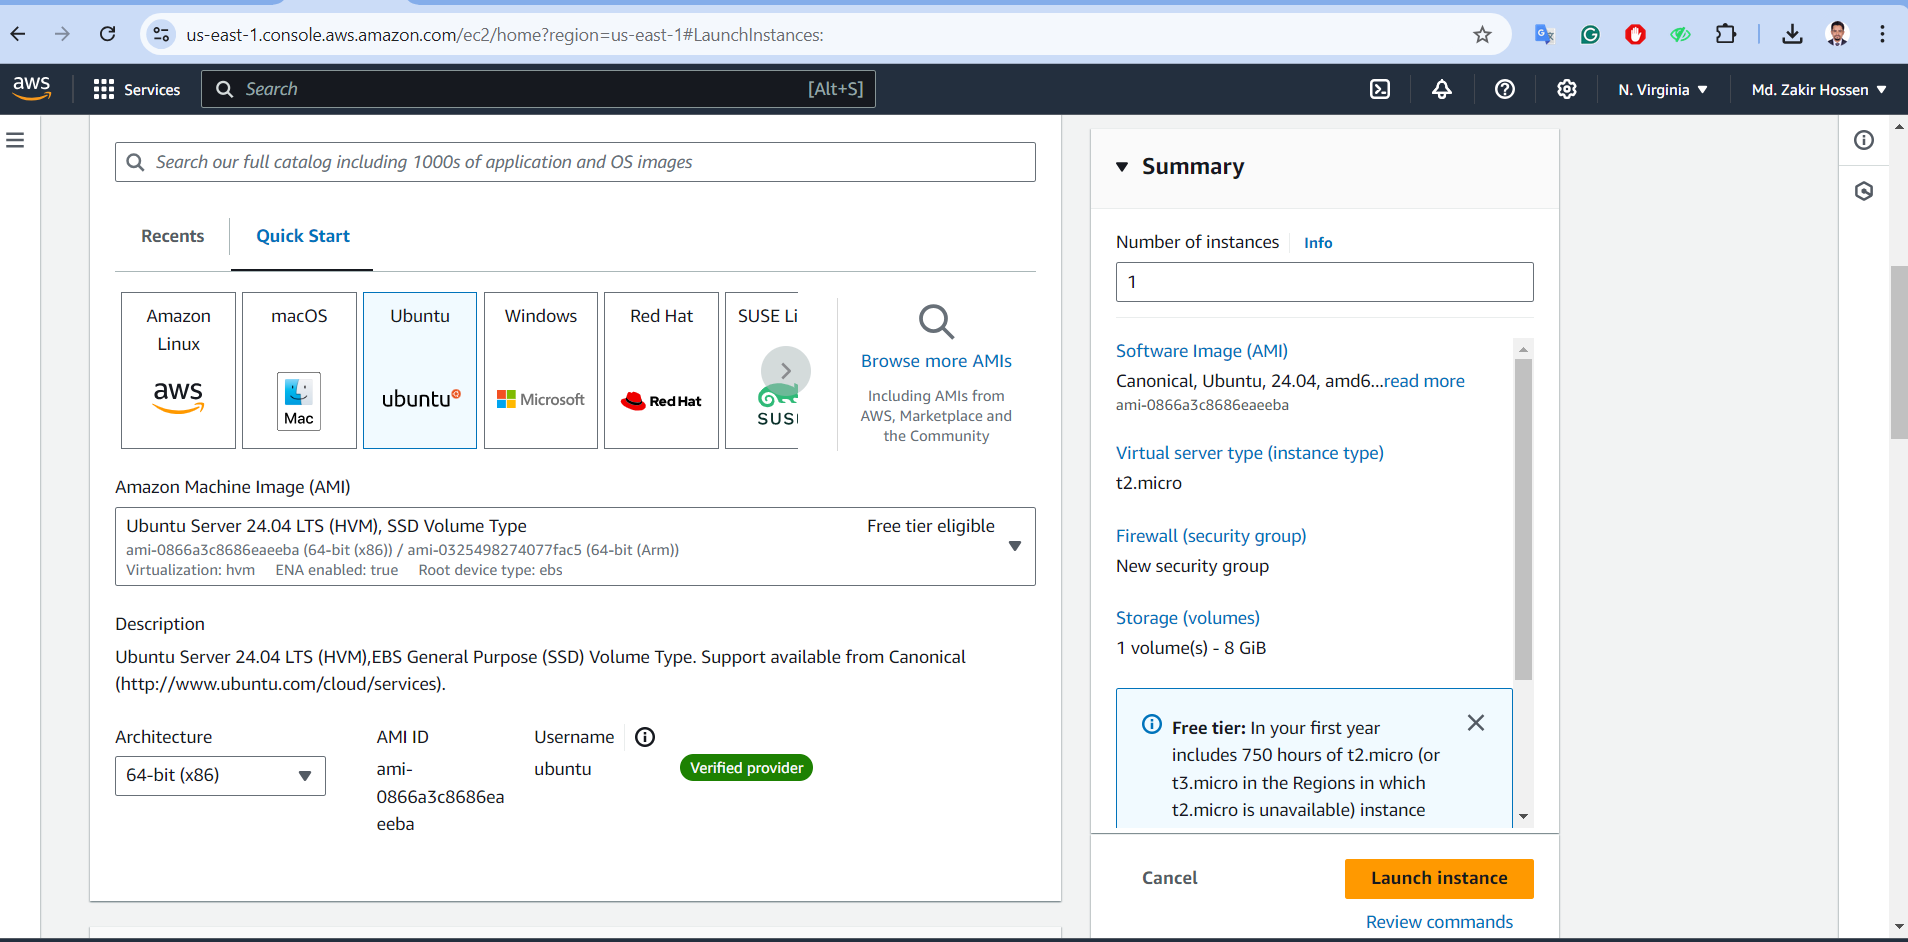 us-east-1.console.aws.amazon.com/ec2/home?region=us-east-1#LaunchInstances:
aws
Services
Search
[Alt+S]
N. Virginia
Md. Zakir Hossen
Search our full catalog including 1000s of application and OS images
Recents
Quick Start
Amazon
Linux
aws
macOS
Mac
Ubuntu
ubuntu
Windows
Microsoft
Red Hat
Red Hat
SUSE Li
SUS
Browse more AMIs
Including AMIs from
AWS, Marketplace and
the Community
Amazon Machine Image (AMI)
Ubuntu Server 24.04 LTS (HVM), SSD Volume Type
Free tier eligible
ami-0866a3c8686eaeeba (64-bit (x86)) / ami-0325498274077fac5 (64-bit (Arm))
Virtualization: hvm ENA enabled: true Root device type: ebs
Description
Ubuntu Server 24.04 LTS (HVM),EBS General Purpose (SSD) Volume Type. Support available from Canonical
(http://www.ubuntu.com/cloud/services).
Architecture
64-bit (x86)
AMI ID
ami-
0866a3c8686ea
eeba
Username
ubuntu
Verified provider
Summary
Number of instances
Info
1
Software Image (AMI)
Canonical, Ubuntu, 24.04, amd6...read more
ami-0866a3c8686eaeeba
Virtual server type (instance type)
t2.micro
Firewall (security group)
New security group
Storage (volumes)
1 volume(s) - 8 GiB
Free tier: In your first year
includes 750 hours of t2.micro (or
t3.micro in the Regions in which
t2.micro is unavailable) instance
Cancel
Launch instance
Review commands